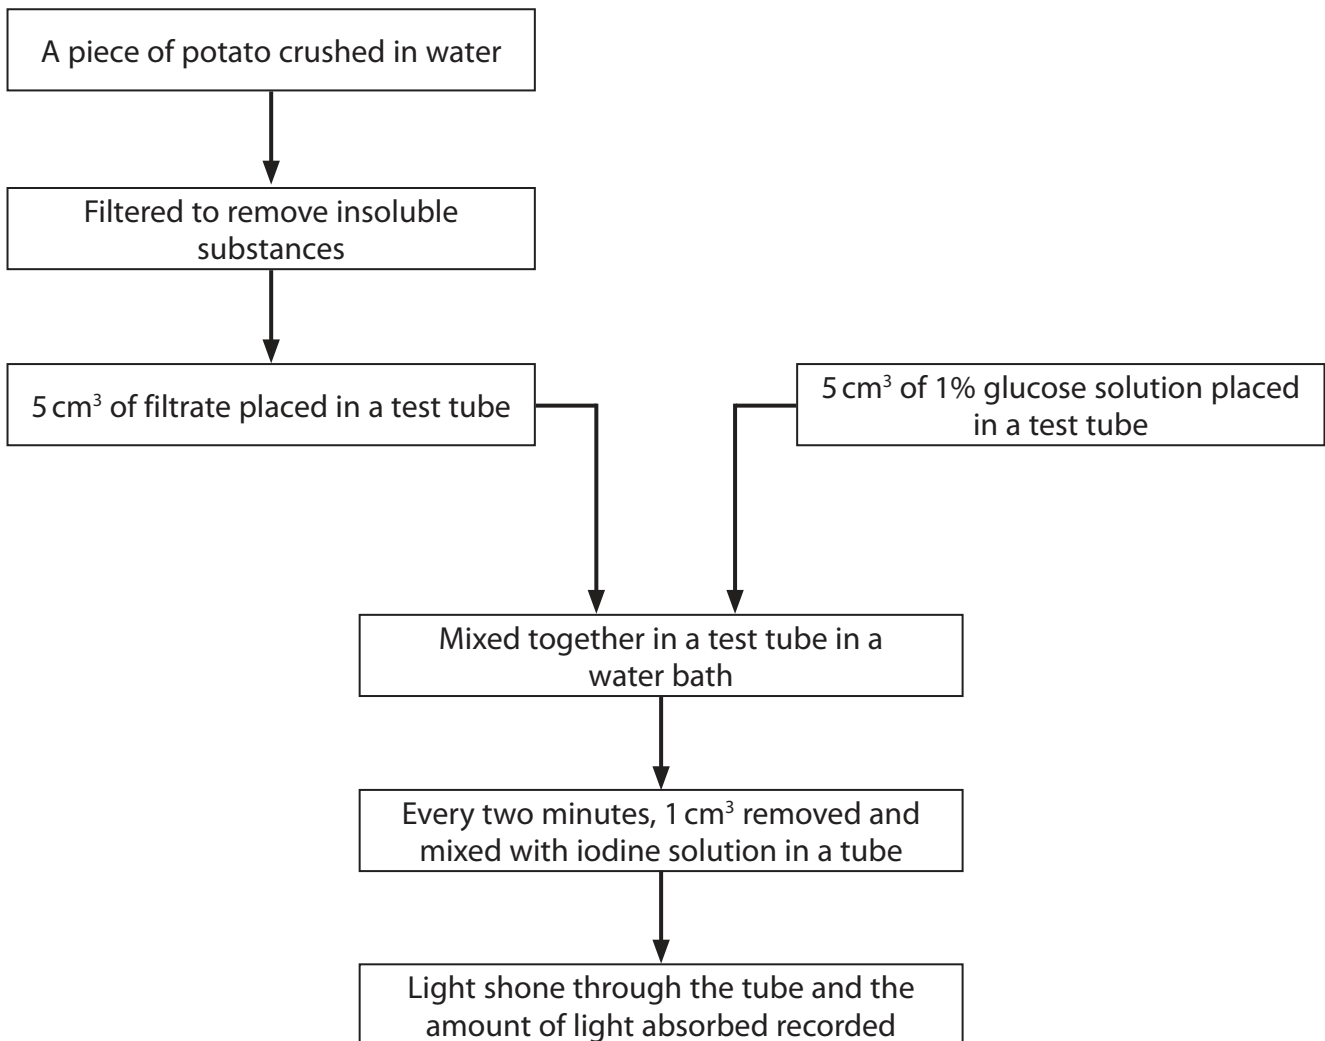 A piece of potato crushed in water
Filtered to remove insoluble
substances
5 cm³ of filtrate placed in a test tube
5 cm³ of 1% glucose solution placed
in a test tube
Mixed together in a test tube in a
water bath
Every two minutes, 1 cm³ removed and
mixed with iodine solution in a tube
Light shone through the tube and the
amount of light absorbed recorded